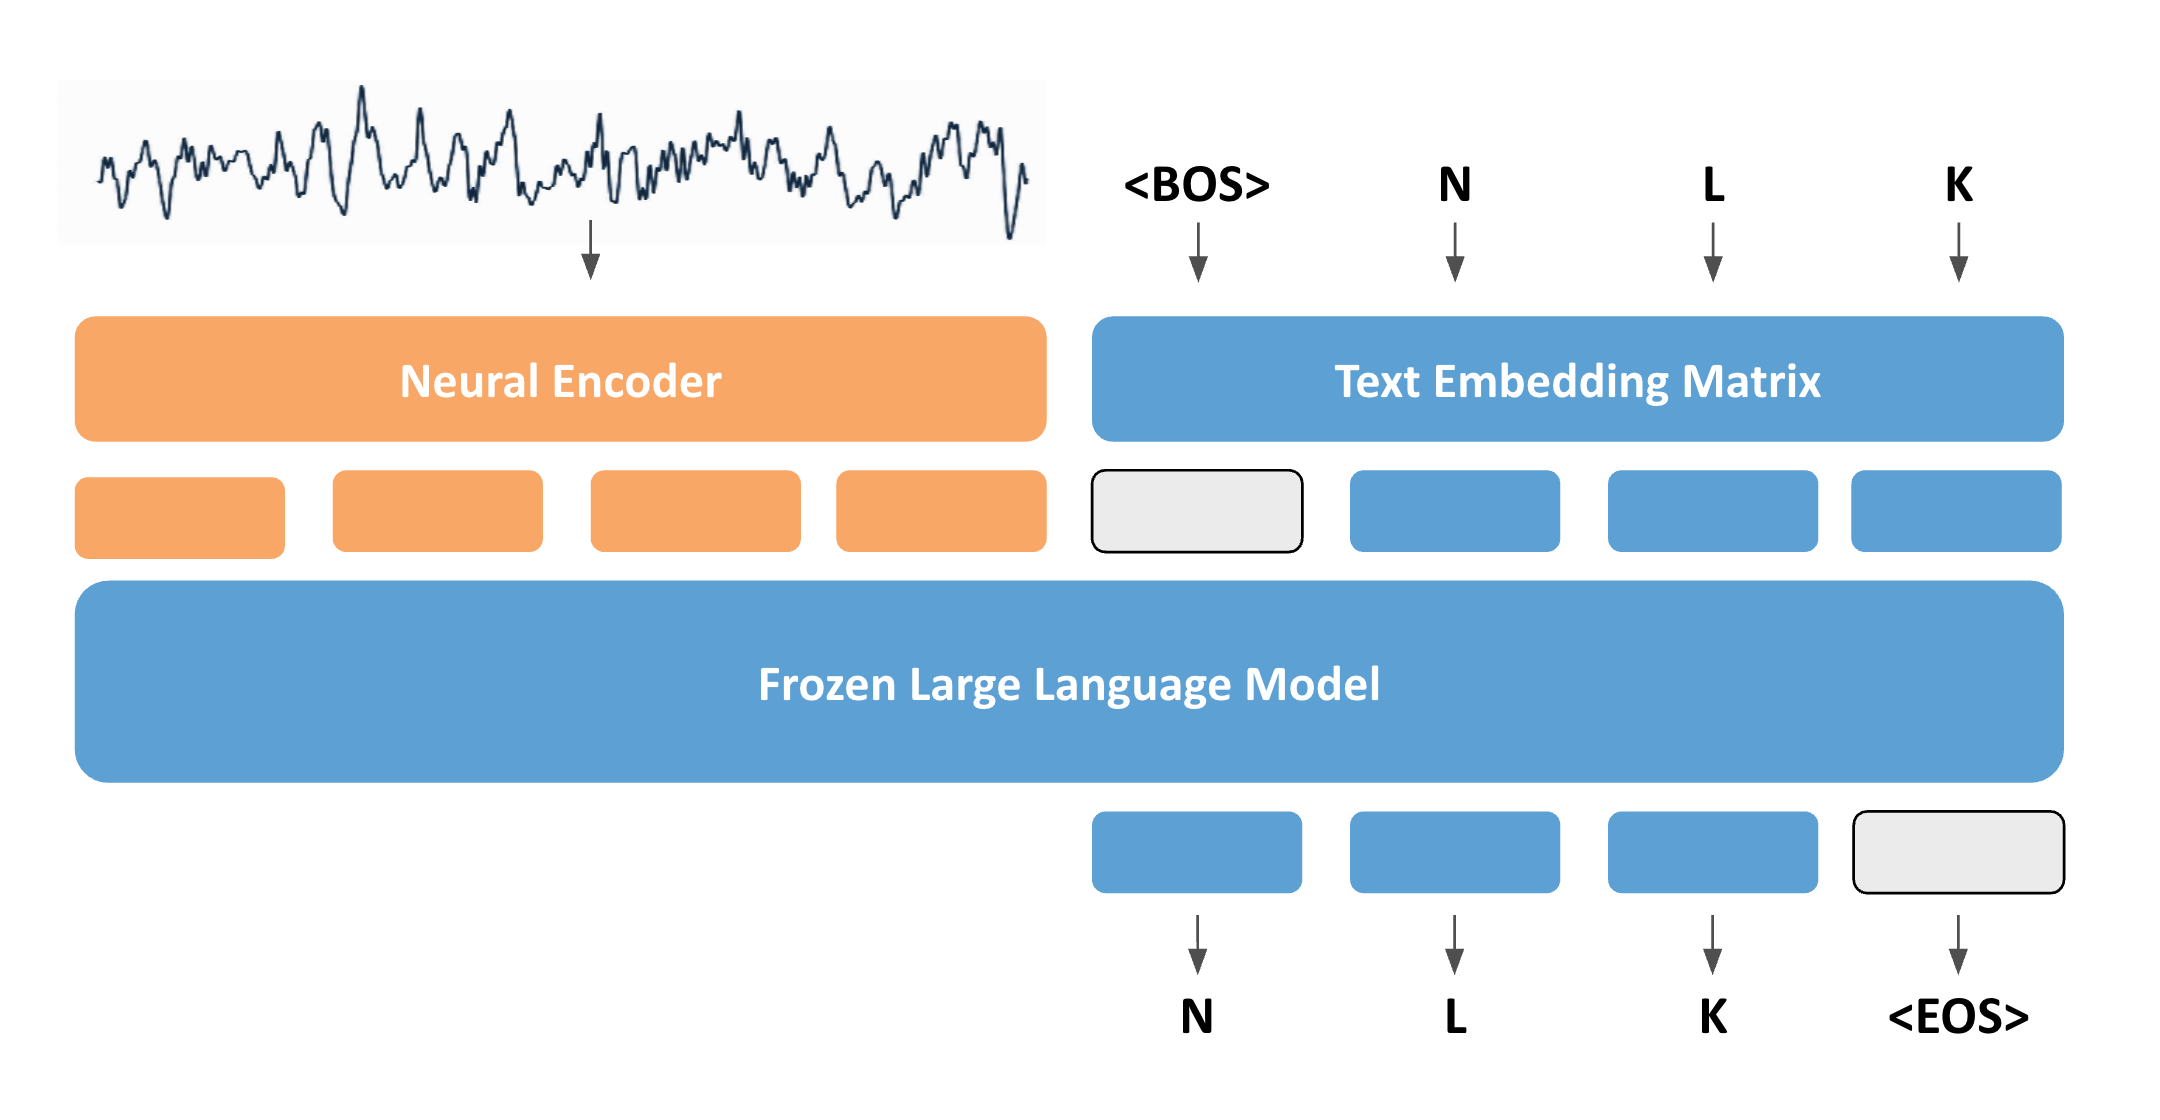 <BOS> N L K
Neural Encoder
Text Embedding Matrix
Frozen Large Language Model
N L K <EOS>